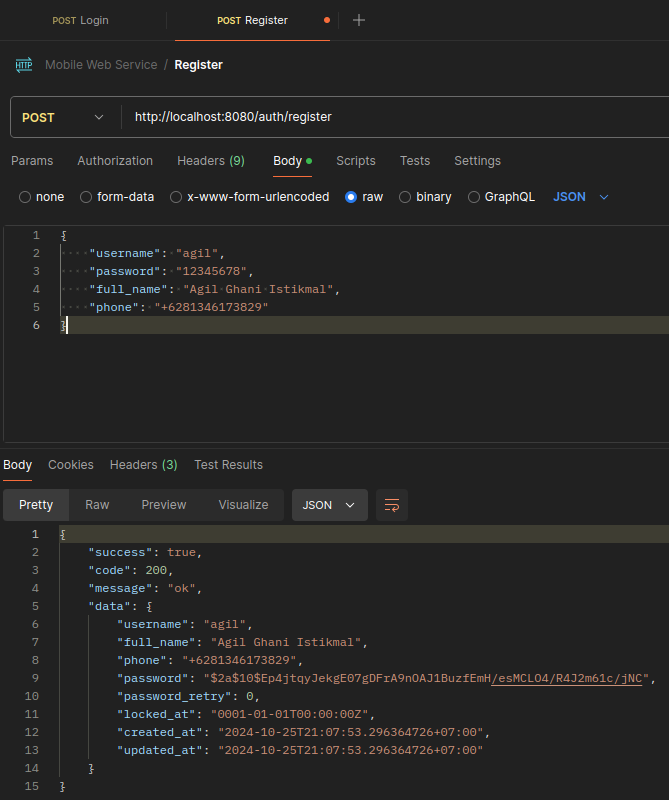 POST Login POST Register
HTTP Mobile Web Service / Register
POST http://localhost:8080/auth/register
Params Authorization Headers (9) Body Scripts Tests Settings
none form-data x-www-form-urlencoded raw binary GraphQL JSON
1 {
2 ····"username":·"agil",
3 ····"password":·"12345678",
4 ····"full_name":·"Agil·Ghani·Istikmal",
5 ····"phone":·"+6281346173829"
6 }
Body Cookies Headers (3) Test Results
Pretty Raw Preview Visualize JSON
1 {
2     "success": true,
3     "code": 200,
4     "message": "ok",
5     "data": {
6         "username": "agil",
7         "full_name": "Agil Ghani Istikmal",
8         "phone": "+6281346173829",
9         "password": "$2a$10$Ep4jtqyJekgE07gDFrA9nOAJ1BuzfEmH/esMCLO4/R4J2m61c/jNC",
10         "password_retry": 0,
11         "locked_at": "0001-01-01T00:00:00Z",
12         "created_at": "2024-10-25T21:07:53.296364726+07:00",
13         "updated_at": "2024-10-25T21:07:53.296364726+07:00"
14     }
15 }